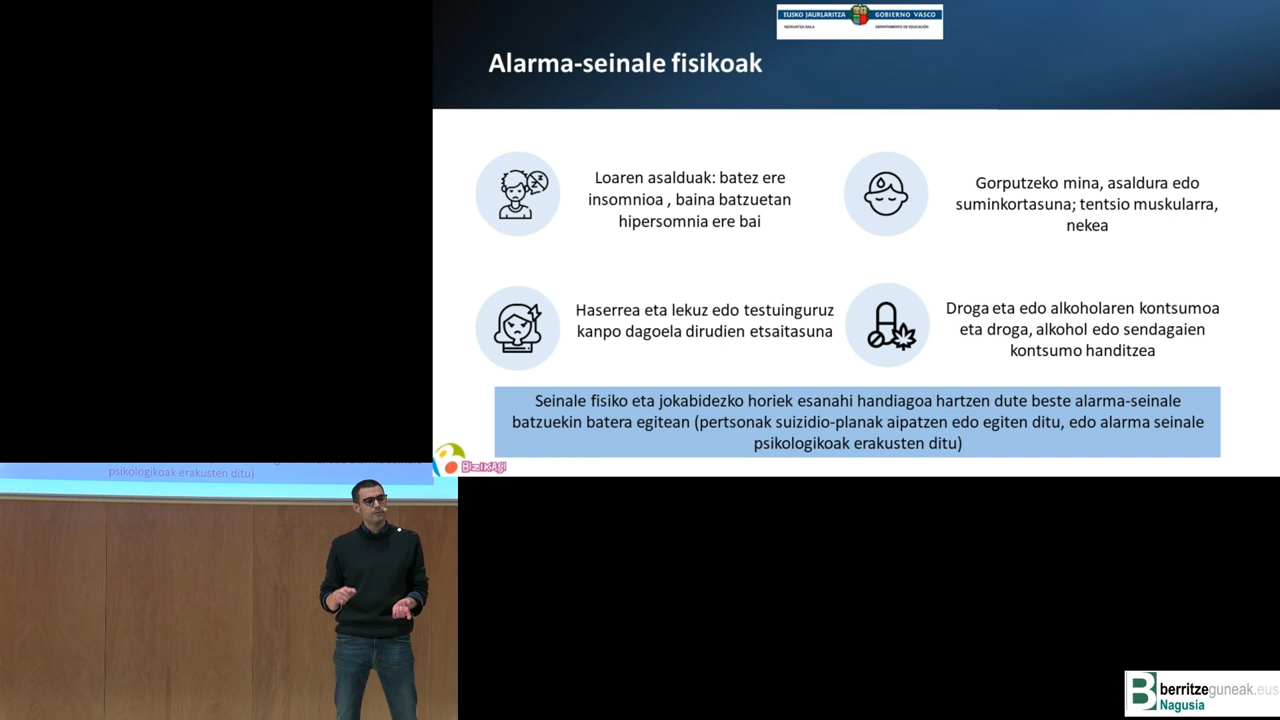 EUSKO JAURLARITZA
GOBIERNO VASCO
HEZKUNTZA SAILA
DEPARTAMENTO DE EDUCACIÓN
Alarma-seinale fisikoak
Loaren asalduak: batez ere
insomnioa , baina batzuetan
hipersomnia ere bai
Gorputzeko mina, asaldura edo
suminkortasuna; tentsio muskularra,
nekea
Haserrea eta lekuz edo testuinguruz
kanpo dagoela dirudien etsaitasuna
Droga eta edo alkoholaren kontsumoa
eta droga, alkohol edo sendagaien
kontsumo handitzea
Seinale fisiko eta jokabidezko horiek esanahi handiagoa hartzen dute beste alarma-seinale
batzuekin batera egitean (pertsonak suizidio-planak aipatzen edo egiten ditu, edo alarma seinale
psikologikoak erakusten ditu)
BIZIKASI
psikologikoak erakusten ditu)
berritzeguneak.eus
Nagusia